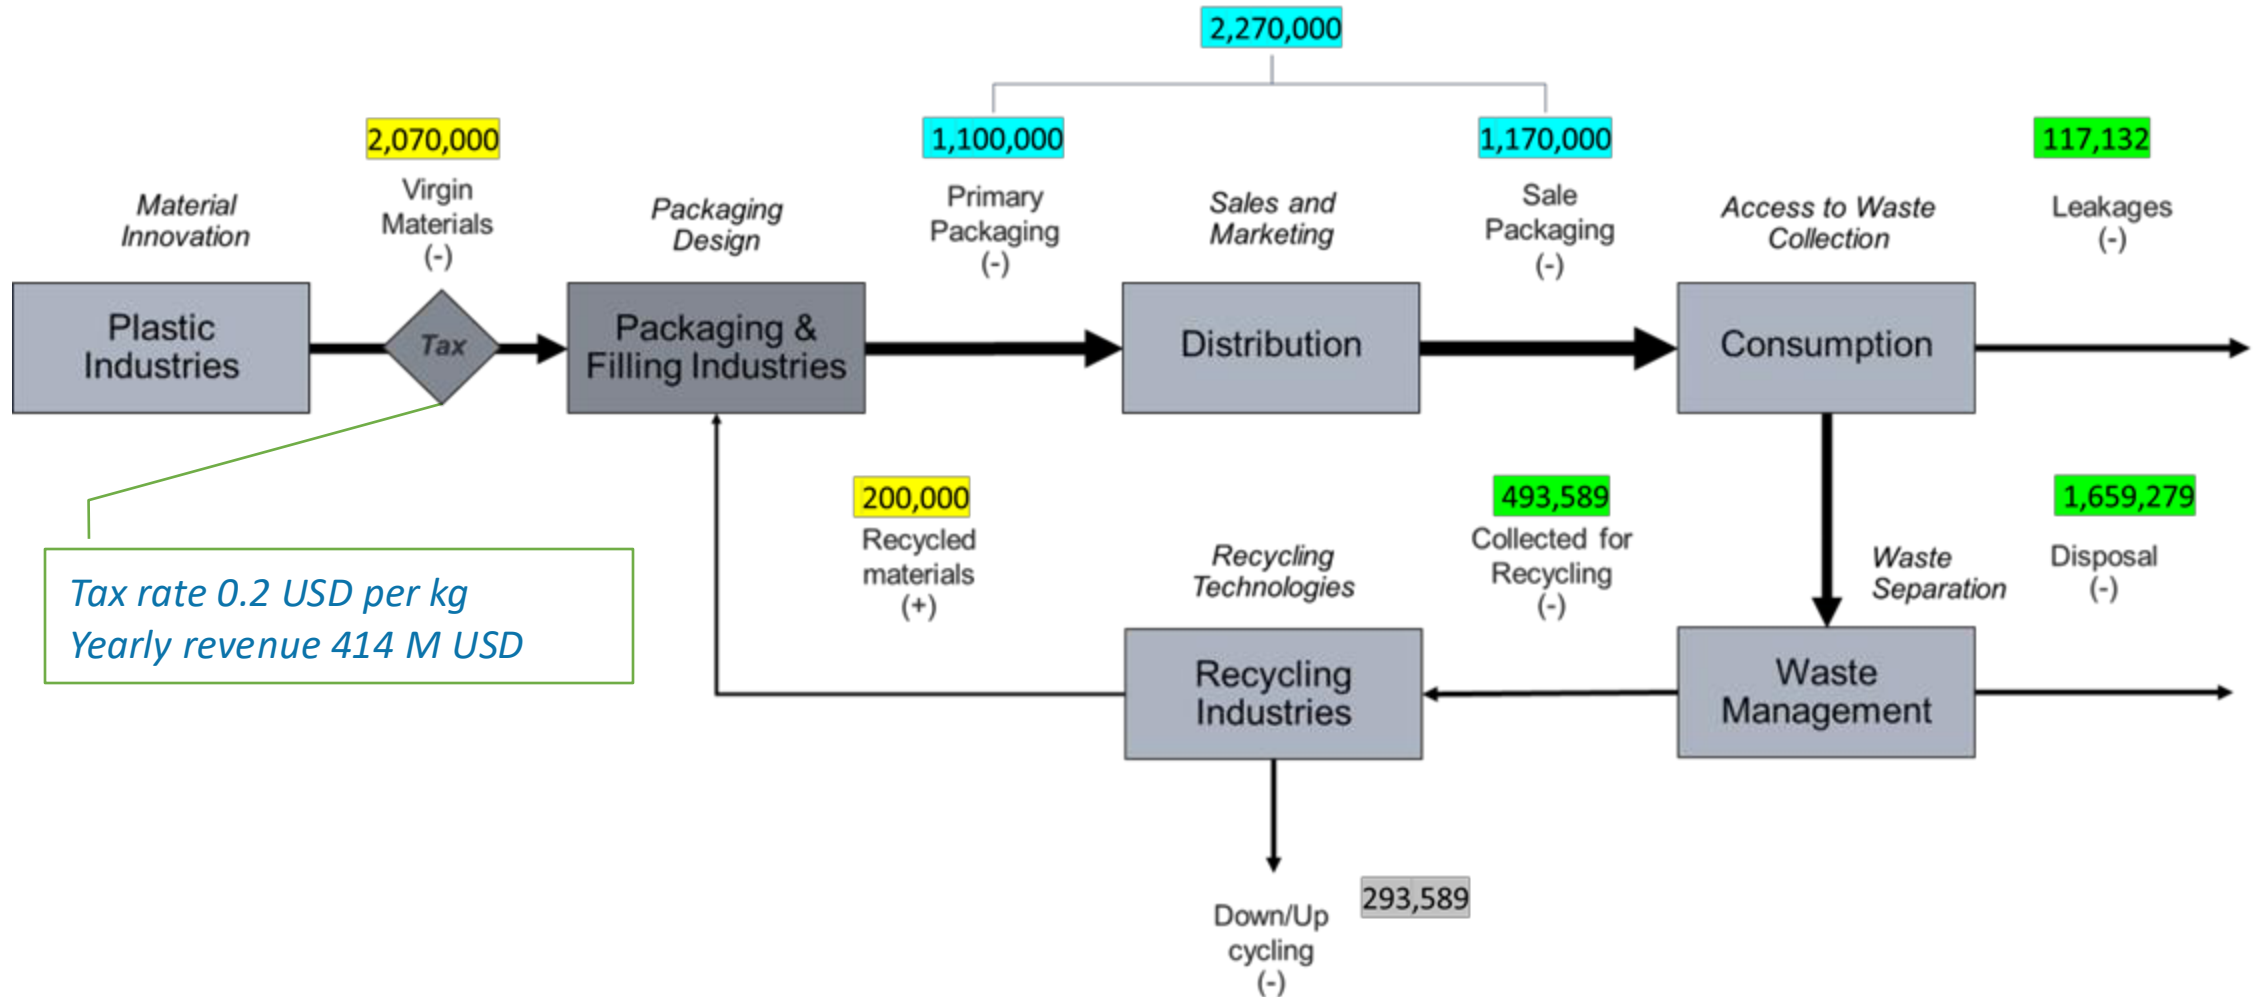 2,270,000
2,070,000
1,100,000
1,170,000
117,132
Material
Innovation
Virgin
Materials
(-)
Packaging
Design
Primary
Packaging
(-)
Sales and
Marketing
Sale
Packaging
(-)
Access to Waste
Collection
Leakages
(-)
Plastic
Industries
Tax
Packaging &
Filling Industries
Distribution
Consumption
Tax rate 0.2 USD per kg
Yearly revenue 414 M USD
200,000
Recycled
materials
(+)
Recycling
Technologies
493,589
Collected for
Recycling
(-)
Waste
Separation
1,659,279
Disposal
(-)
Recycling
Industries
Waste
Management
Down/Up
cycling
(-)
293,589